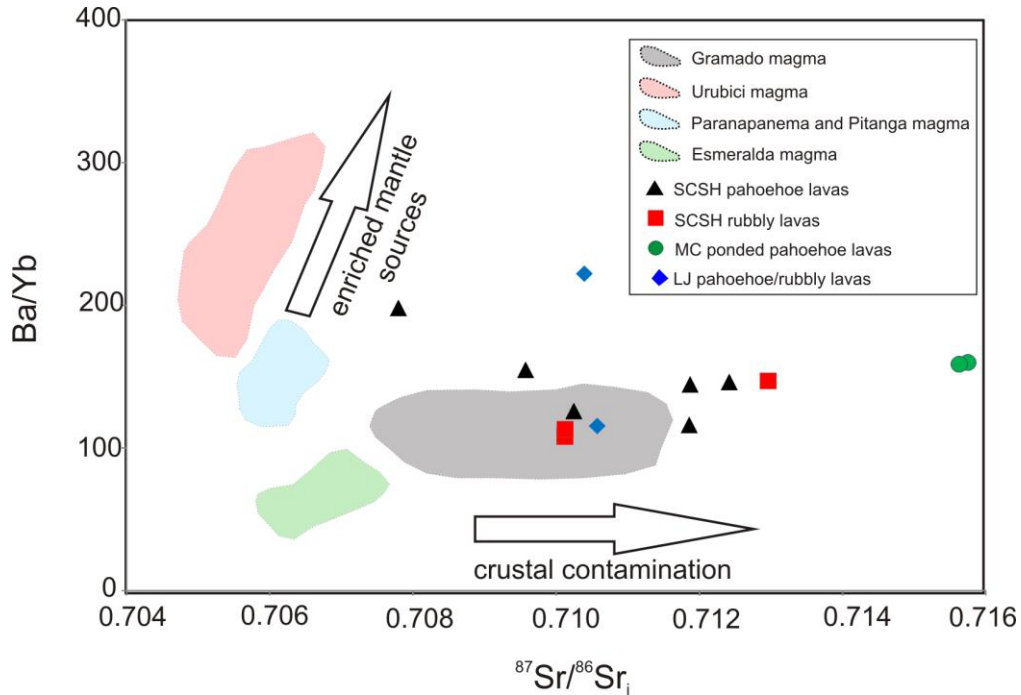 400
300
200
100
0
Ba/Yb
Gramado magma
Urubici magma
Paranapanema and Pitanga magma
Esmeralda magma
SCSH pahoehoe lavas
SCSH rubbly lavas
MC ponded pahoehoe lavas
LJ pahoehoe/rubbly lavas
enriched mantle
sources
crustal contamination
0.704
0.706
0.708
0.710
0.712
0.714
0.716
⁸⁷Sr/⁸⁶Srᵢ